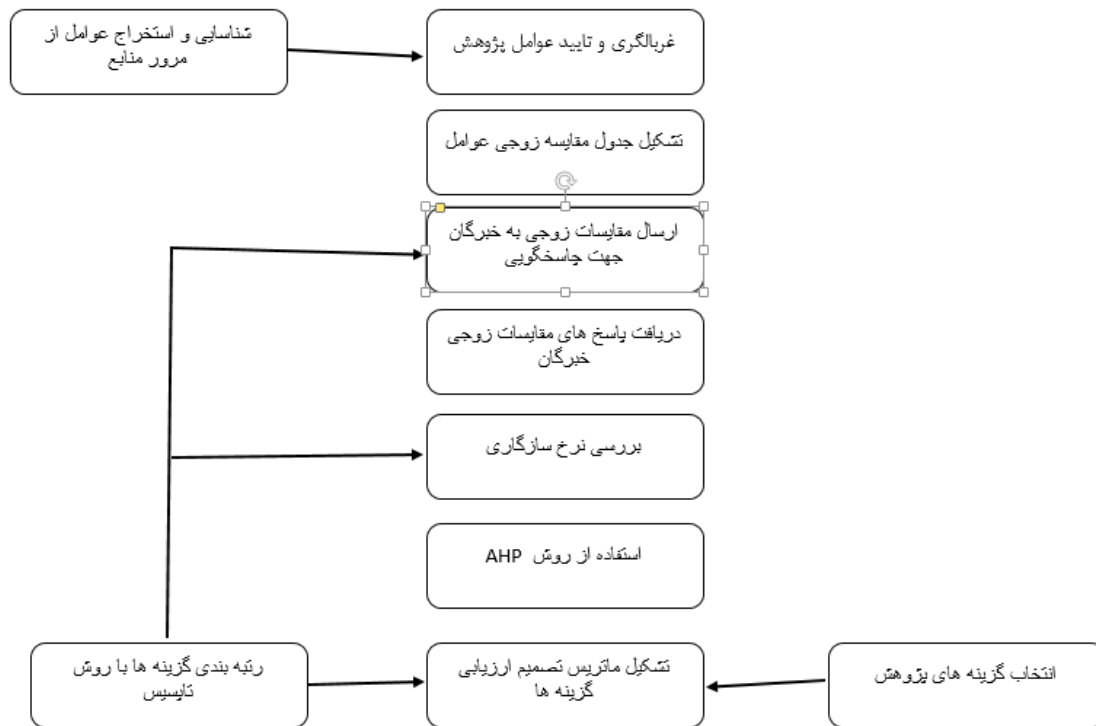 شناسایی و استخراج عوامل از
مرور منابع
غربالگری و تایید عوامل پژوهش
تشکیل جدول مقایسه زوجی عوامل
ارسال مقایسات زوجی به خبرگان
جهت چاسخگویی
دریافت پاسخ های مقایسات زوجی
خبرگان
بررسی نرخ سازگاری
استفاده از روش AHP
انتخاب گزینه های پژوهش
تشکیل ماتریس تصمیم ارزیابی
گزینه ها
رتبه بندی گزینه ها با روش
تاپسیس